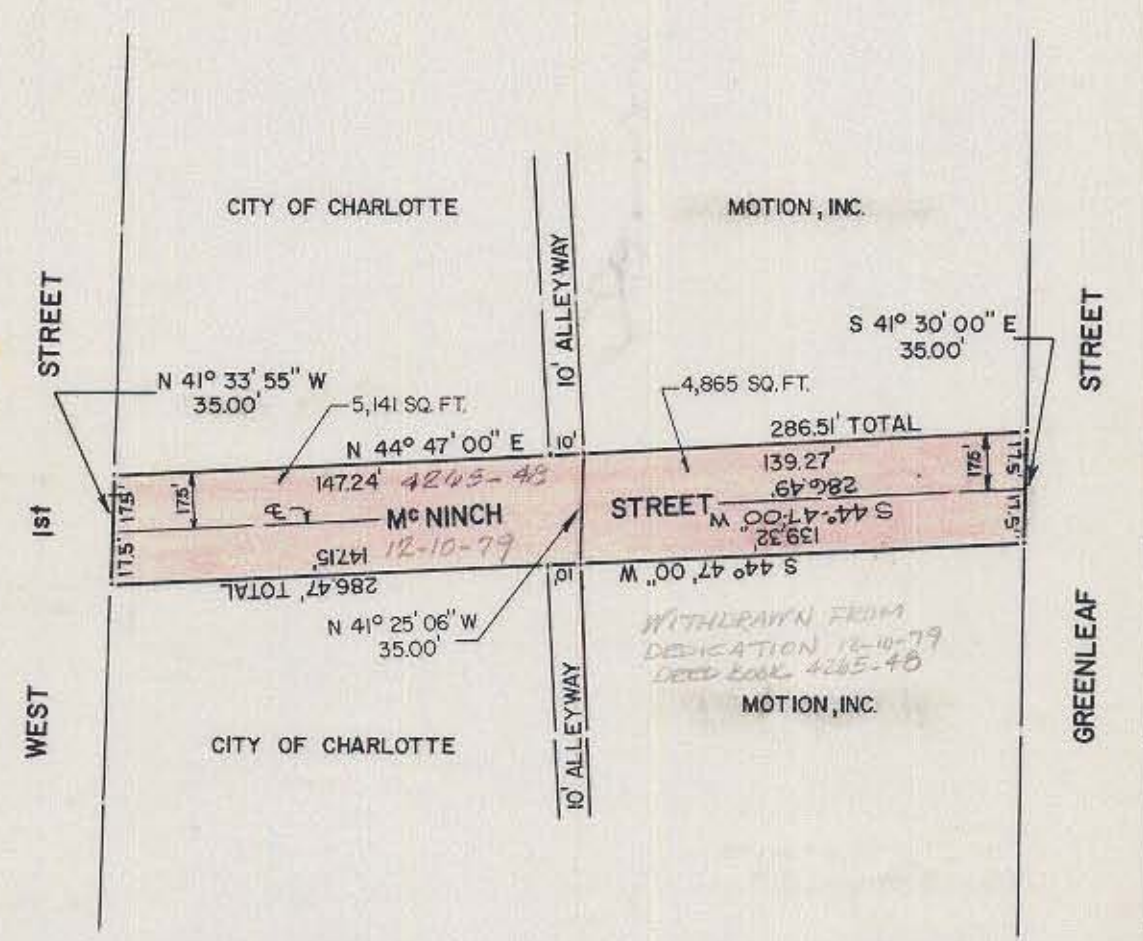 CITY OF CHARLOTTE
MOTION, INC.
10' ALLEYWAY
STREET
STREET
S 41° 30' 00" E
35.00'
N 41° 33' 55" W
35.00'
5,141 SQ. FT.
4,865 SQ. FT.
N 44° 47' 00" E
10'
286.51' TOTAL
147.24'
4265-48
139.27'
286.49'
17.5'
17.5'
17.5'
17.5'
17.5'
17.5'
1st
℄
McNINCH
STREET
S 44°-47'-00" W
12-10-79
147.15'
139.32'
286.47' TOTAL
10'
S 44° 47' 00" W
N 41° 25' 06" W
35.00'
WITHDRAWN FROM
DEDICATION 12-10-79
DEED BOOK 4265-48
WEST
GREENLEAF
CITY OF CHARLOTTE
10' ALLEYWAY
MOTION, INC.